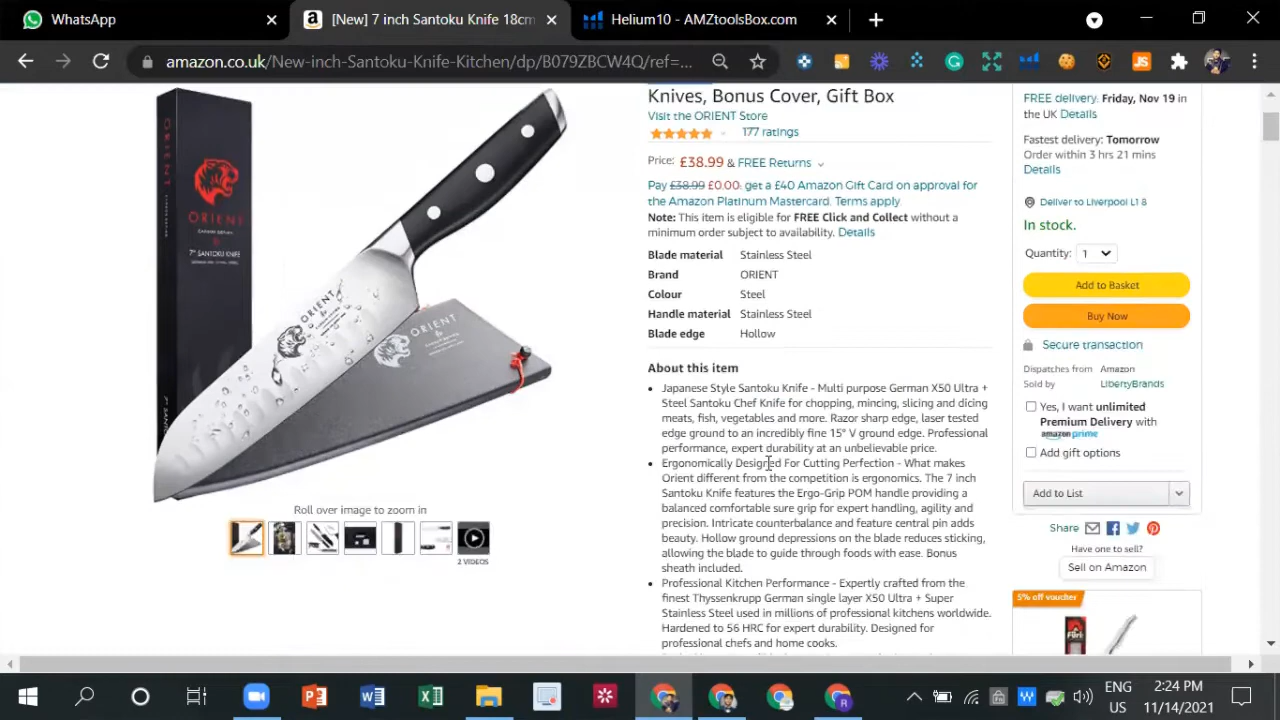 WhatsApp
[New] 7 inch Santoku Knife 18cm
Helium10 - AMZtoolsBox.com
amazon.co.uk/New-inch-Santoku-Knife-Kitchen/dp/B079ZBCW4Q/ref=...
ORIENT
7" SANTOKU KNIFE
ORIENT
ORIENT
Roll over image to zoom in
2 VIDEOS
Knives, Bonus Cover, Gift Box
Visit the ORIENT Store
177 ratings
Price: £38.99 & FREE Returns
Pay £38.99 £0.00: get a £40 Amazon Gift Card on approval for
the Amazon Platinum Mastercard. Terms apply
Note: This item is eligible for FREE Click and Collect without a
minimum order subject to availability. Details
Blade material Stainless Steel
Brand ORIENT
Colour Steel
Handle material Stainless Steel
Blade edge Hollow
About this item
Japanese Style Santoku Knife - Multi purpose German X50 Ultra +
Steel Santoku Chef Knife for chopping, mincing, slicing and dicing
meats, fish, vegetables and more. Razor sharp edge, laser tested
edge ground to an incredibly fine 15° V ground edge. Professional
performance, expert durability at an unbelievable price.
Ergonomically Designed For Cutting Perfection - What makes
Orient different from the competition is ergonomics. The 7 inch
Santoku Knife features the Ergo-Grip POM handle providing a
balanced comfortable sure grip for expert handling, agility and
precision. Intricate counterbalance and feature central pin adds
beauty. Hollow ground depressions on the blade reduces sticking,
allowing the blade to guide through foods with ease. Bonus
sheath included.
Professional Kitchen Performance - Expertly crafted from the
finest Thyssenkrupp German single layer X50 Ultra + Super
Stainless Steel used in millions of professional kitchens worldwide.
Hardened to 56 HRC for expert durability. Designed for
professional chefs and home cooks.
FREE delivery. Friday, Nov 19 in
the UK Details
Fastest delivery: Tomorrow
Order within 3 hrs 21 mins
Details
Deliver to Liverpool L1 8
In stock.
Quantity: 1
Add to Basket
Buy Now
Secure transaction
Dispatches from Amazon
Sold by LibertyBrands
Yes, I want unlimited
Premium Delivery with
amazon prime
Add gift options
Add to List
Share
Have one to sell?
Sell on Amazon
5% off voucher
ENG
2:24 PM
11/14/2021